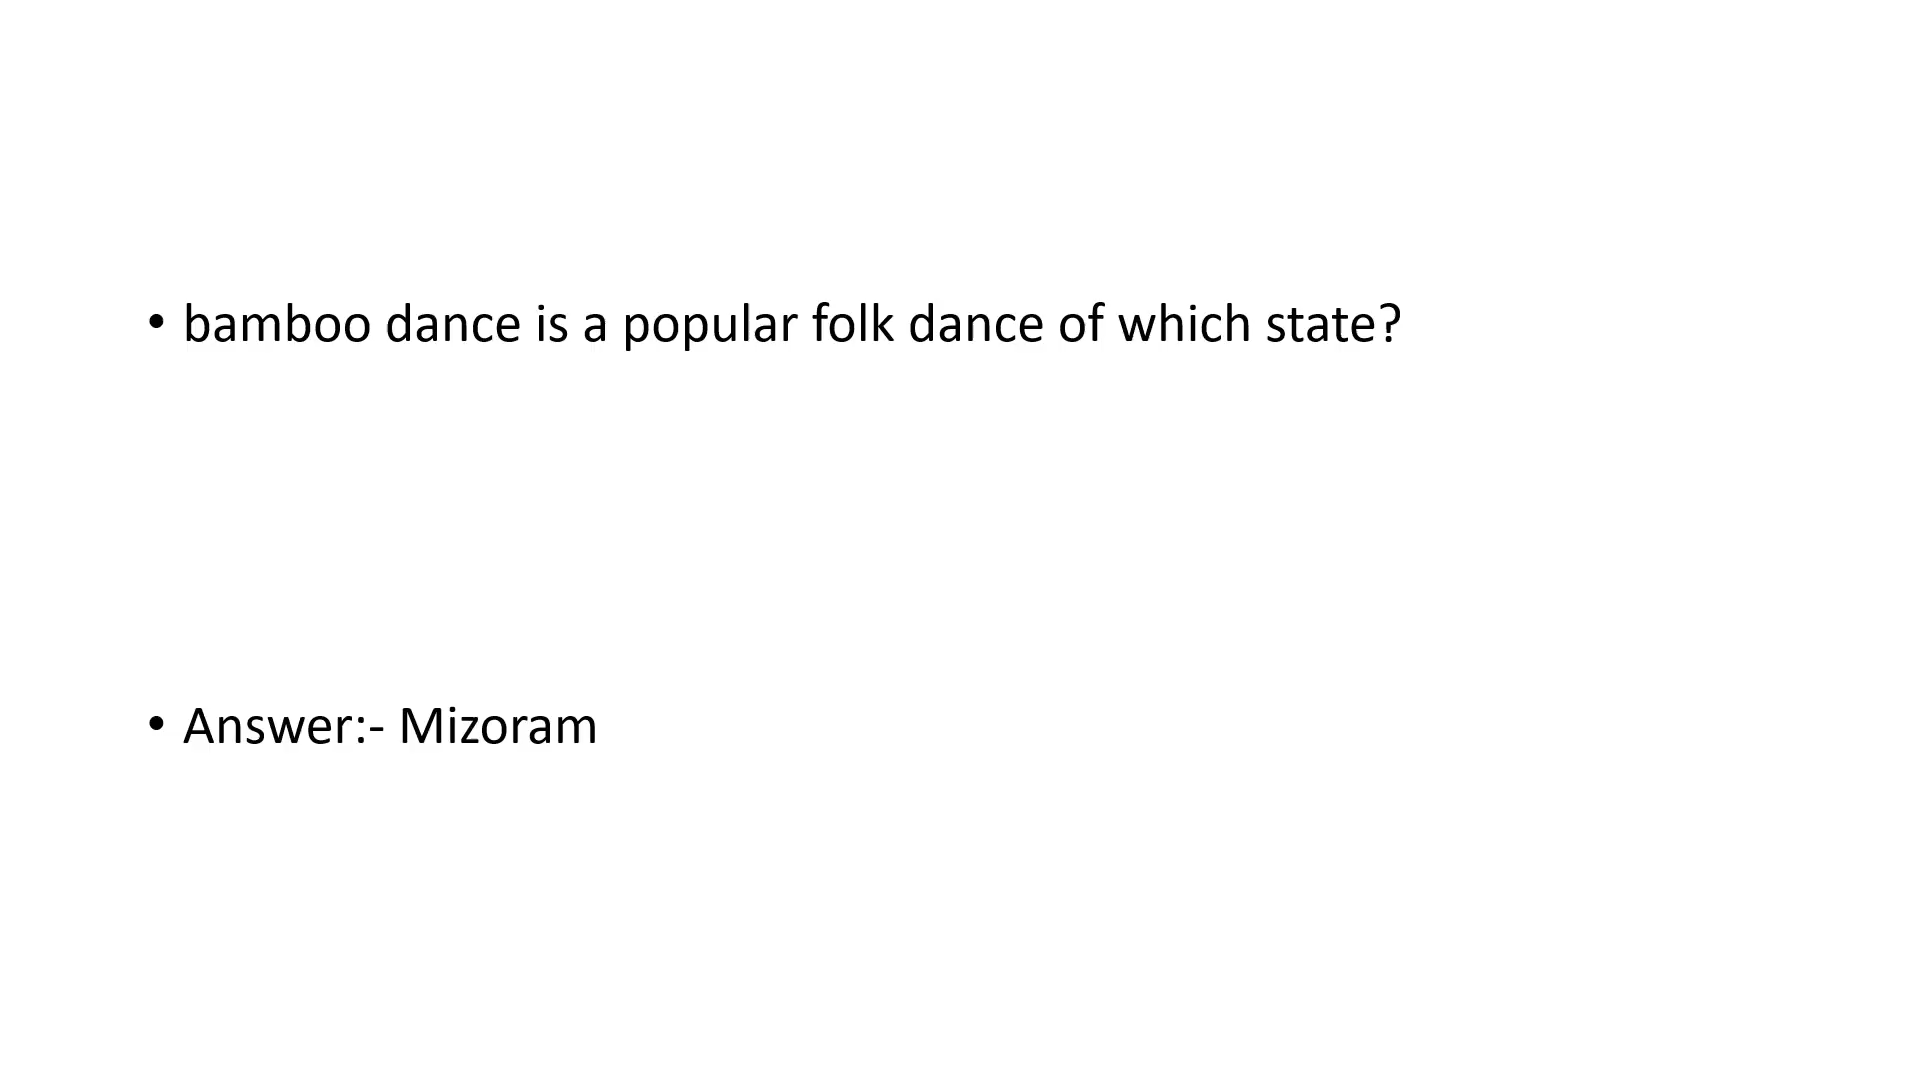 • bamboo dance is a popular folk dance of which state?
• Answer:- Mizoram